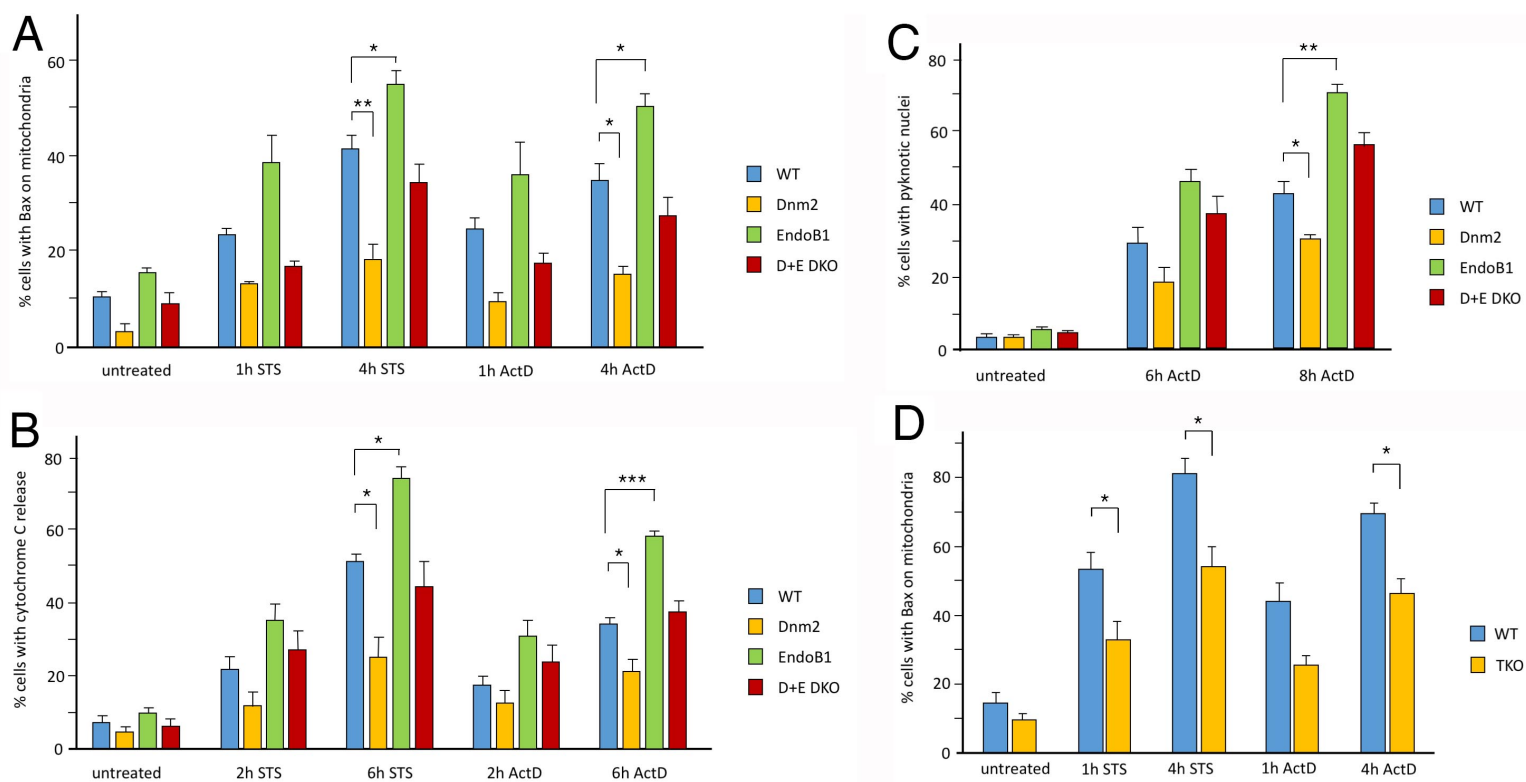 A
% cells with Bax on mitochondria
60
40
20
0
*
**
*
*
untreated
1h STS
4h STS
1h ActD
4h ActD
WT
Dnm2
EndoB1
D+E DKO
B
% cells with cytochrome C release
80
60
40
20
0
*
*
***
*
untreated
2h STS
6h STS
2h ActD
6h ActD
WT
Dnm2
EndoB1
D+E DKO
C
% cells with pyknotic nuclei
80
60
40
20
0
**
*
untreated
6h ActD
8h ActD
WT
Dnm2
EndoB1
D+E DKO
D
% cells with Bax on mitochondria
80
60
40
20
0
*
*
*
untreated
1h STS
4h STS
1h ActD
4h ActD
WT
TKO